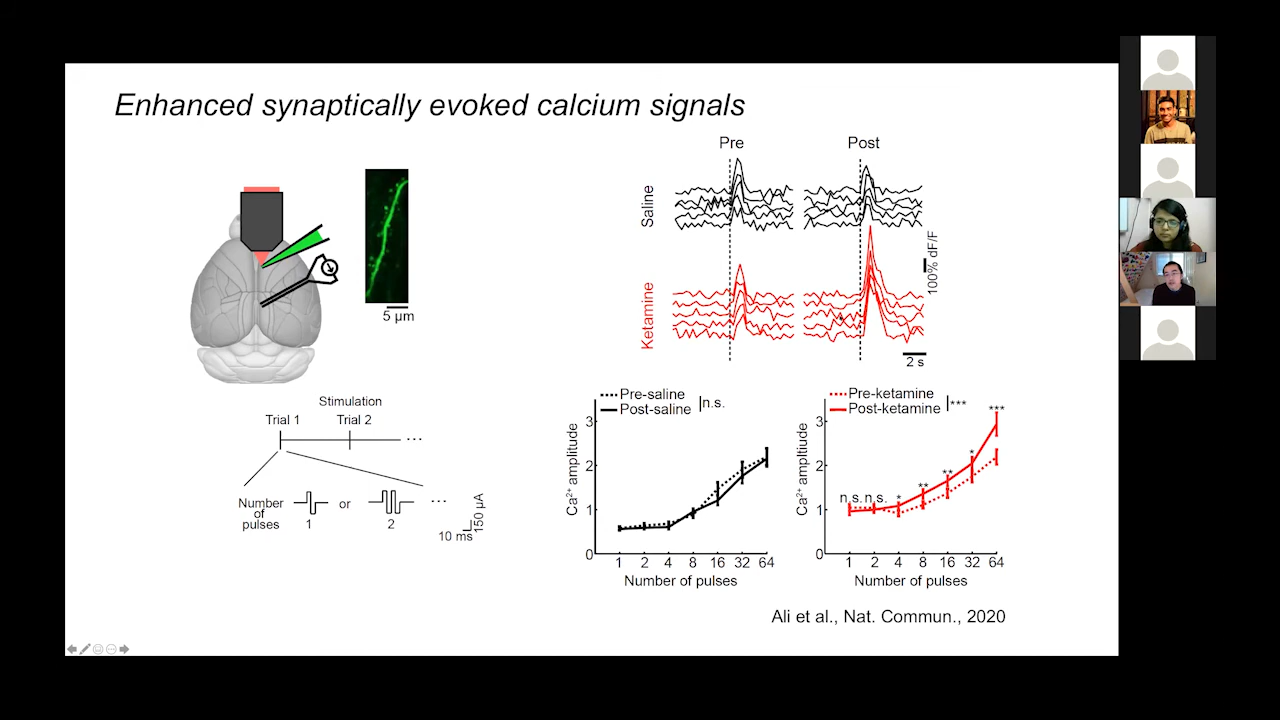 Enhanced synaptically evoked calcium signals
Pre
Post
Saline
Ketamine
100% dF/F
2 s
5 µm
Stimulation
Trial 1
Trial 2
...
Number
of
pulses
1
or
2
...
10 ms
150 µA
Pre-saline
Post-saline
n.s.
Ca²⁺ amplitiude
3
2
1
0
1 2 4 8 16 32 64
Number of pulses
Pre-ketamine
Post-ketamine
***
Ca²⁺ ampltiude
3
2
1
0
n.s. n.s. * ** ** * ***
1 2 4 8 16 32 64
Number of pulses
Ali et al., Nat. Commun., 2020